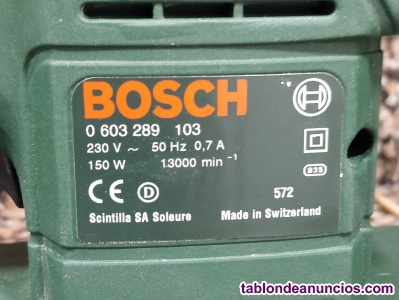 BOSCH
0 603 289 103
230 V ~ 50 Hz 0,7 A
150 W 13000 min⁻¹
CE D
935
572
Scintilla SA Soleure Made in Switzerland
tablondeanuncios.com